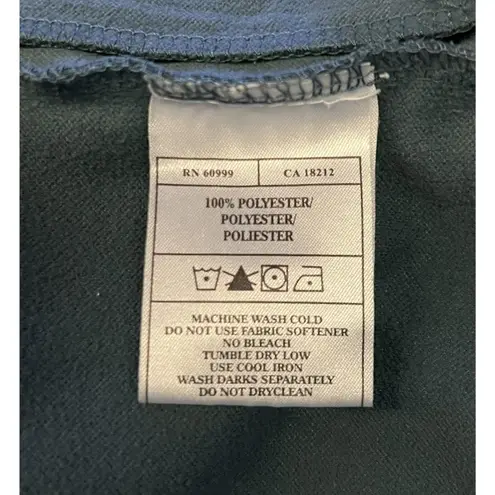 RN 60999 CA 18212
100% POLYESTER/
POLYESTER/
POLIESTER
MACHINE WASH COLD
DO NOT USE FABRIC SOFTENER
NO BLEACH
TUMBLE DRY LOW
USE COOL IRON
WASH DARKS SEPARATELY
DO NOT DRYCLEAN